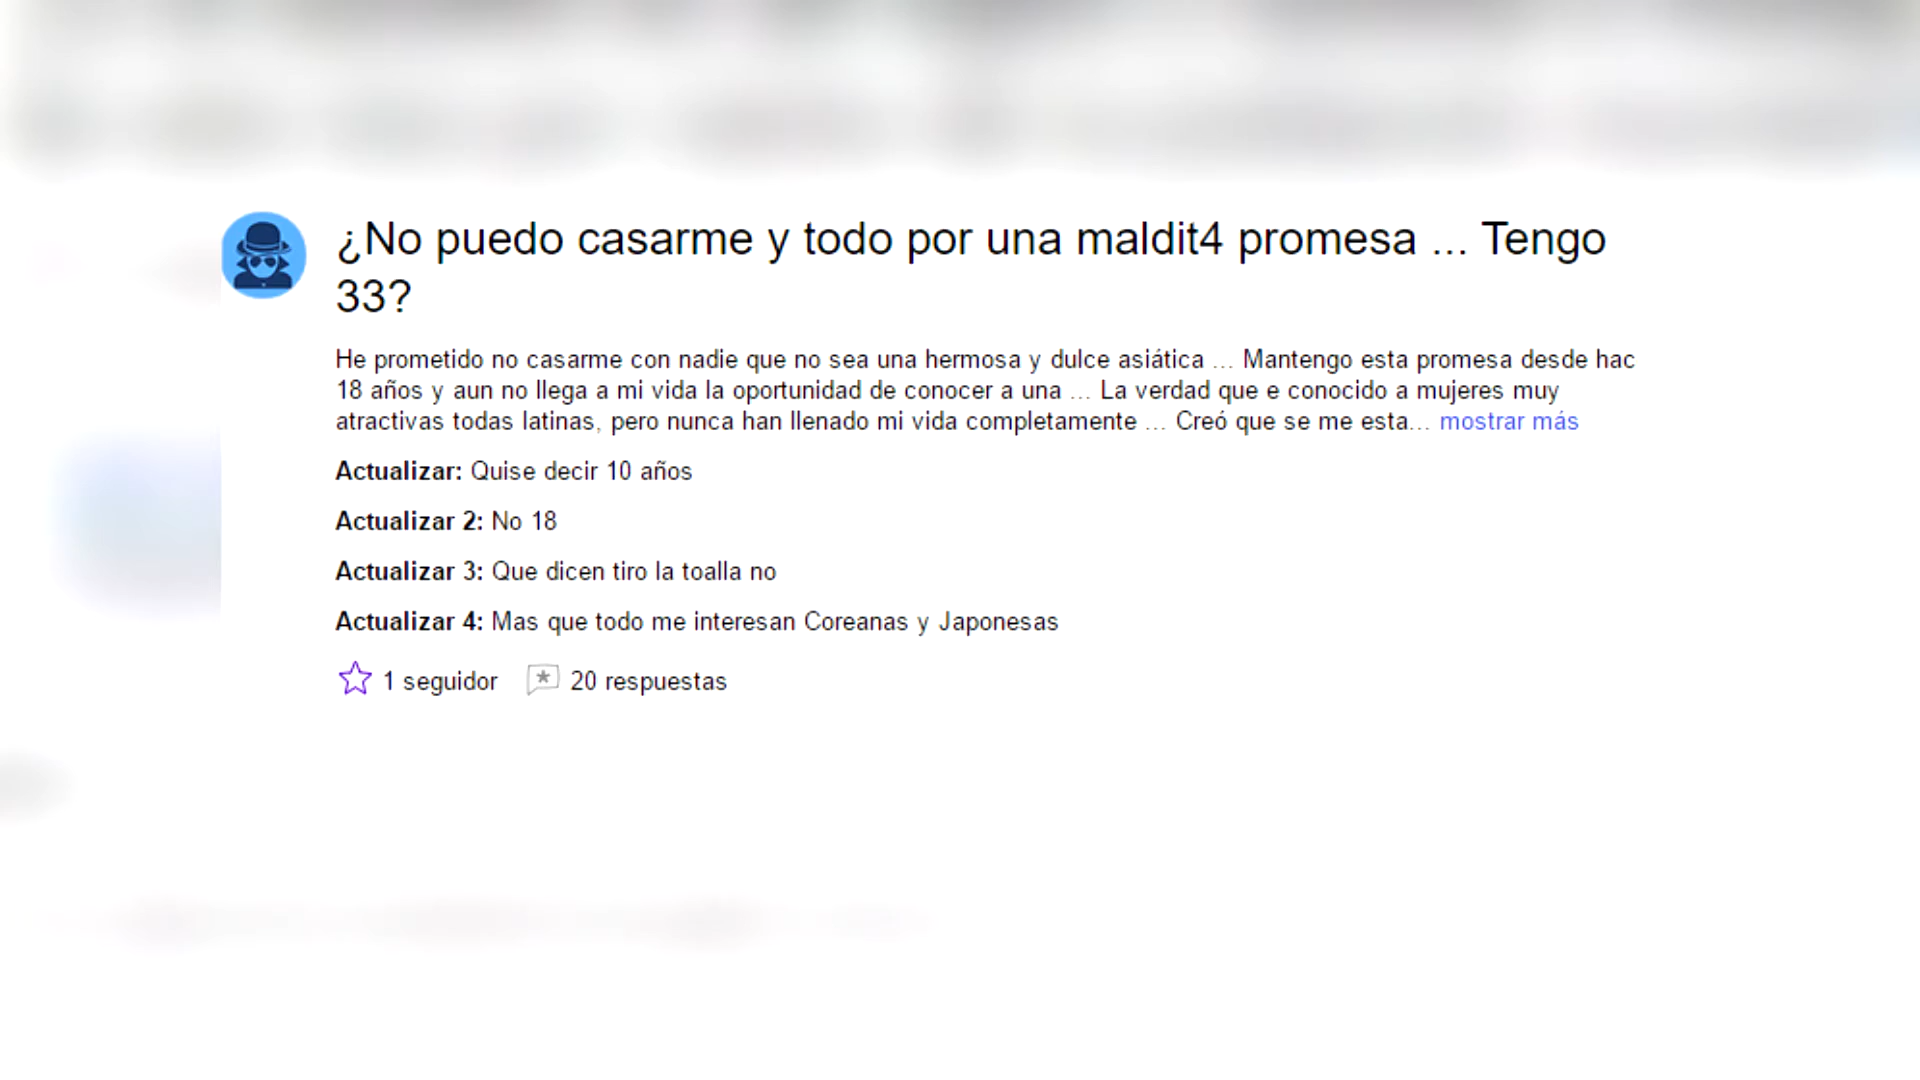 ¿No puedo casarme y todo por una maldit4 promesa ... Tengo
33?
He prometido no casarme con nadie que no sea una hermosa y dulce asiática ... Mantengo esta promesa desde hac
18 años y aun no llega a mi vida la oportunidad de conocer a una ... La verdad que e conocido a mujeres muy
atractivas todas latinas, pero nunca han llenado mi vida completamente ... Creó que se me esta... mostrar más
Actualizar: Quise decir 10 años
Actualizar 2: No 18
Actualizar 3: Que dicen tiro la toalla no
Actualizar 4: Mas que todo me interesan Coreanas y Japonesas
1 seguidor 20 respuestas